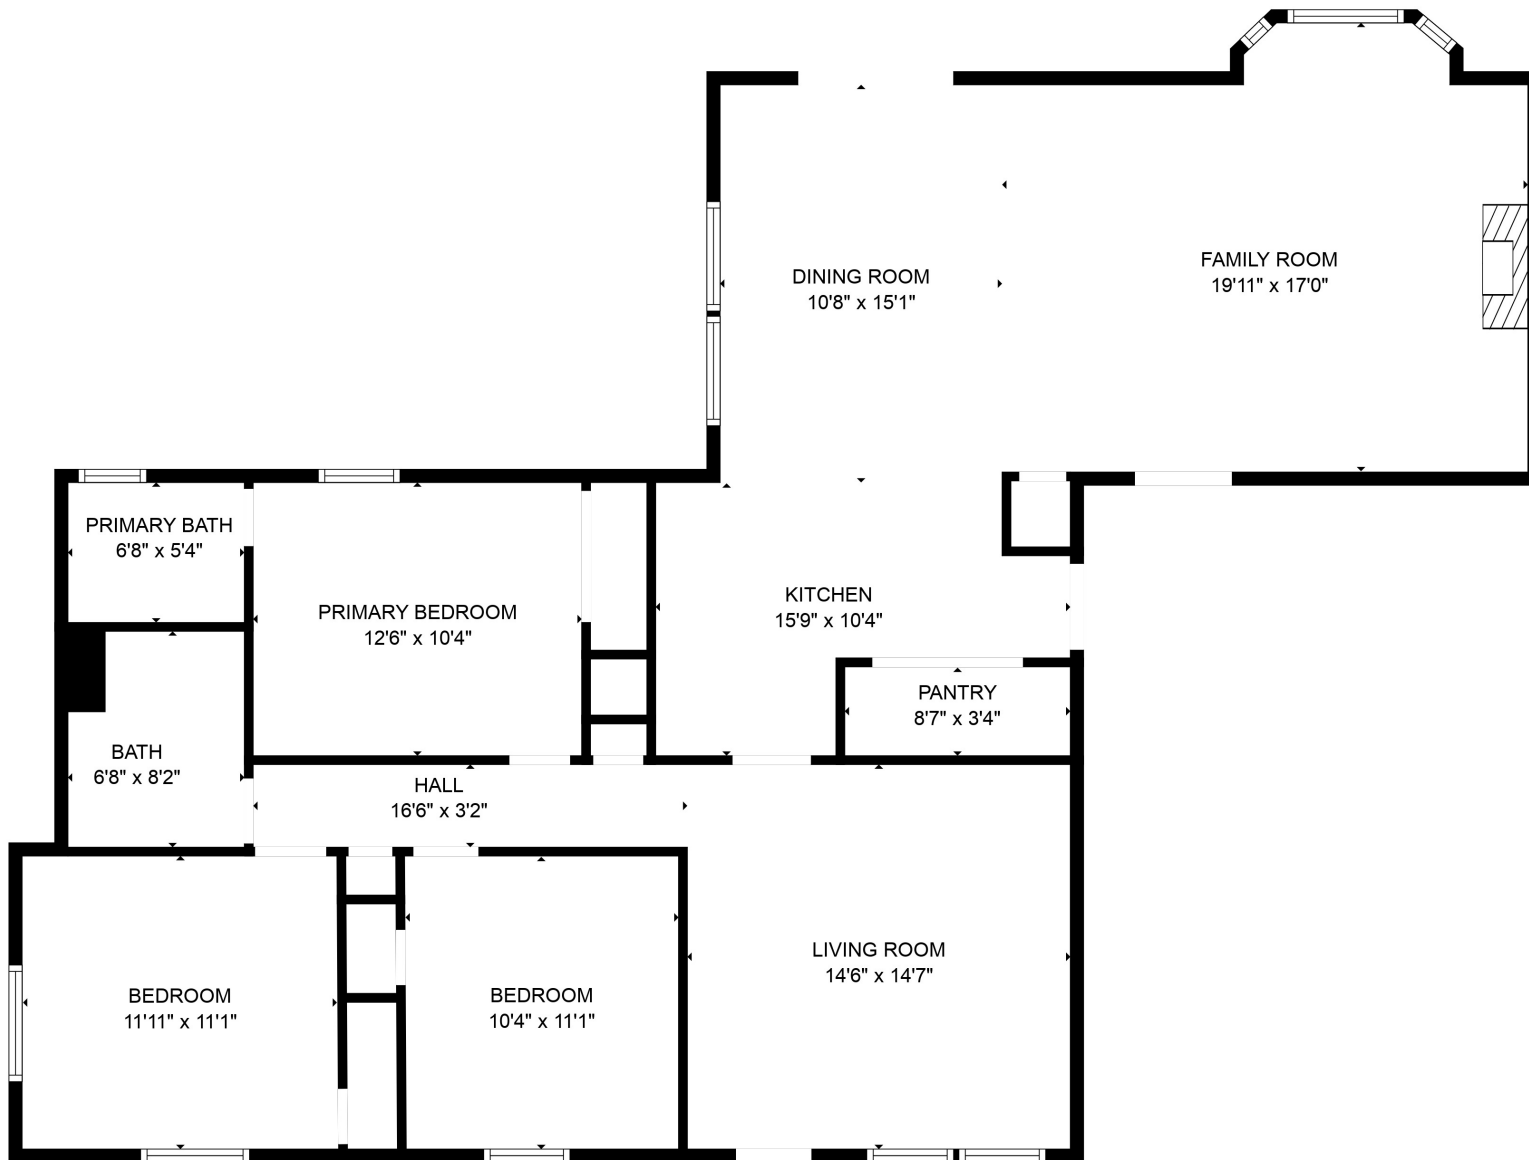 FAMILY ROOM
19'11" x 17'0"
DINING ROOM
10'8" x 15'1"
PRIMARY BATH
6'8" x 5'4"
PRIMARY BEDROOM
12'6" x 10'4"
KITCHEN
15'9" x 10'4"
PANTRY
8'7" x 3'4"
BATH
6'8" x 8'2"
HALL
16'6" x 3'2"
LIVING ROOM
14'6" x 14'7"
BEDROOM
11'11" x 11'1"
BEDROOM
10'4" x 11'1"